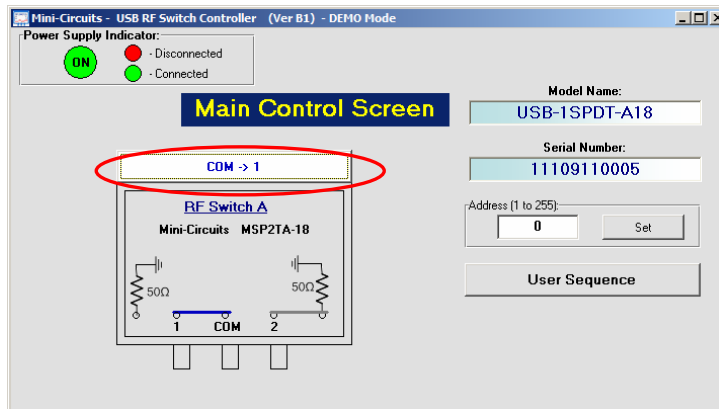 Mini-Circuits - USB RF Switch Controller (Ver B1) - DEMO Mode
Power Supply Indicator:
ON
- Disconnected
- Connected
Main Control Screen
Model Name:
USB-1SPDT-A18
COM -> 1
Serial Number:
11109110005
RF Switch A
Mini-Circuits MSP2TA-18
Address (1 to 255):
0
Set
50Ω
50Ω
User Sequence
1 COM 2